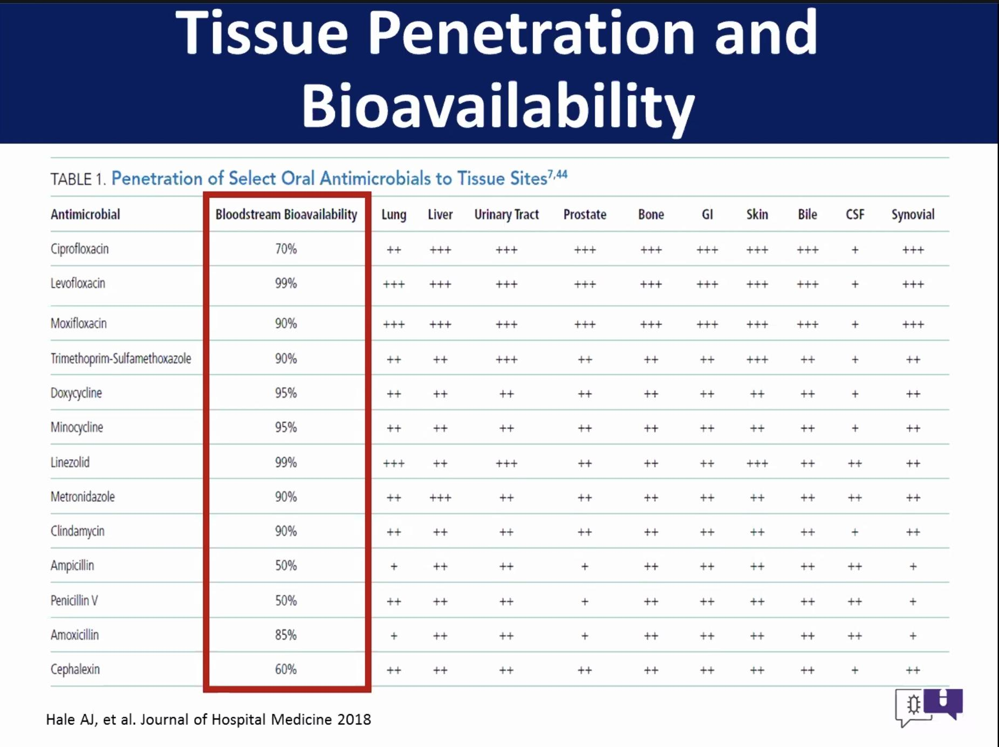 Tissue Penetration and
Bioavailability
TABLE 1. Penetration of Select Oral Antimicrobials to Tissue Sites7,44
Antimicrobial Bloodstream Bioavailability Lung Liver Urinary Tract Prostate Bone GI Skin Bile CSF Synovial
Ciprofloxacin 70% ++ +++ +++ +++ +++ +++ +++ +++ + +++
Levofloxacin 99% +++ +++ +++ +++ +++ +++ +++ +++ + +++
Moxifloxacin 90% +++ +++ +++ +++ +++ +++ +++ +++ + +++
Trimethoprim-Sulfamethoxazole 90% ++ ++ +++ ++ ++ ++ +++ ++ + ++
Doxycycline 95% ++ ++ ++ ++ ++ ++ ++ ++ + ++
Minocycline 95% ++ ++ ++ ++ ++ ++ ++ ++ + ++
Linezolid 99% +++ ++ +++ ++ ++ ++ +++ ++ ++ ++
Metronidazole 90% ++ +++ ++ ++ ++ ++ ++ ++ ++ ++
Clindamycin 90% ++ ++ ++ ++ ++ ++ ++ ++ + ++
Ampicillin 50% + ++ ++ + ++ ++ ++ ++ ++ +
Penicillin V 50% ++ ++ ++ + ++ ++ ++ ++ ++ +
Amoxicillin 85% + ++ ++ + ++ ++ ++ ++ ++ +
Cephalexin 60% ++ ++ ++ ++ ++ ++ ++ ++ + ++
Hale AJ, et al. Journal of Hospital Medicine 2018